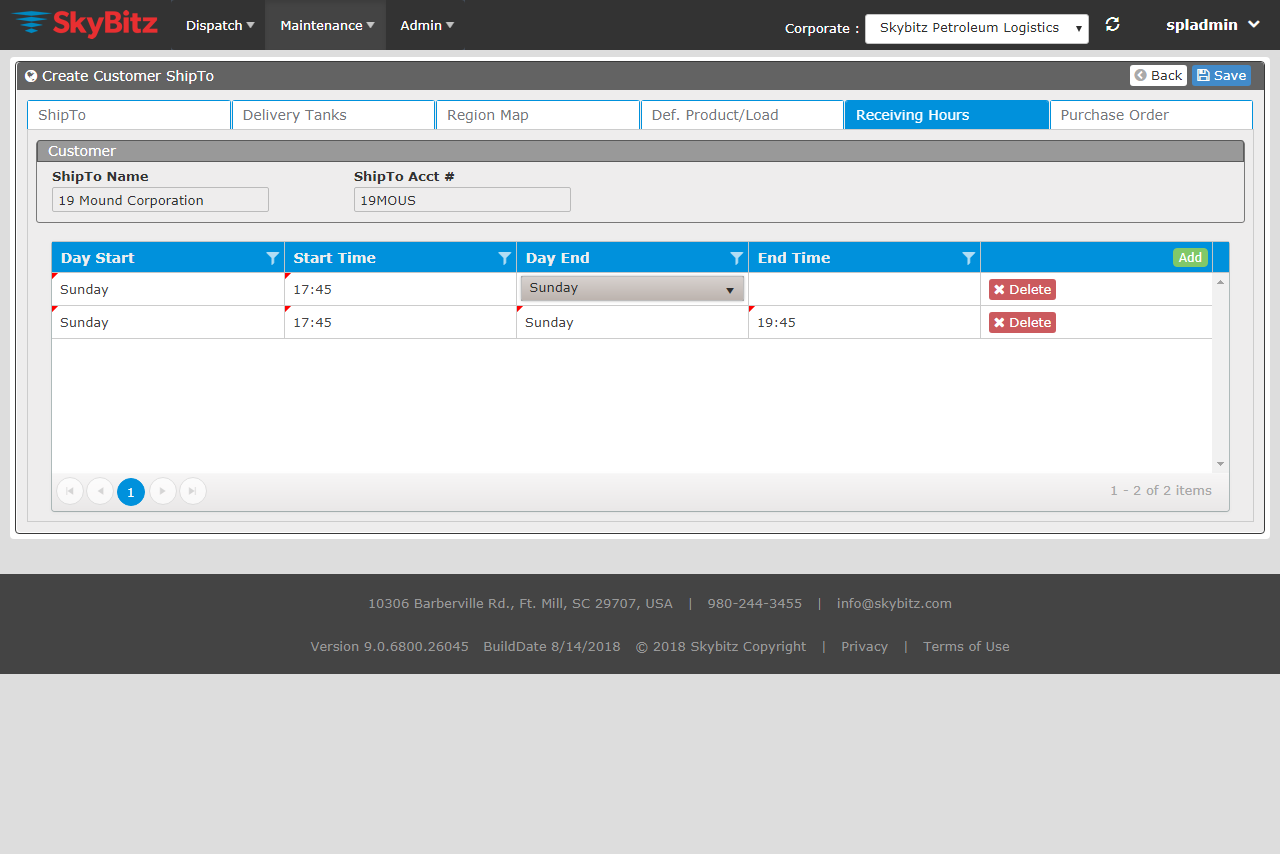 SkyBitz Dispatch Maintenance Admin Corporate : Skybitz Petroleum Logistics spladmin
Create Customer ShipTo Back Save
ShipTo Delivery Tanks Region Map Def. Product/Load Receiving Hours Purchase Order
Customer
ShipTo Name ShipTo Acct #
19 Mound Corporation 19MOUS
Day Start Start Time Day End End Time Add
Sunday 17:45 Sunday Delete
Sunday 17:45 Sunday 19:45 Delete
1 1 - 2 of 2 items
10306 Barberville Rd., Ft. Mill, SC 29707, USA | 980-244-3455 | info@skybitz.com
Version 9.0.6800.26045 BuildDate 8/14/2018 © 2018 Skybitz Copyright | Privacy | Terms of Use